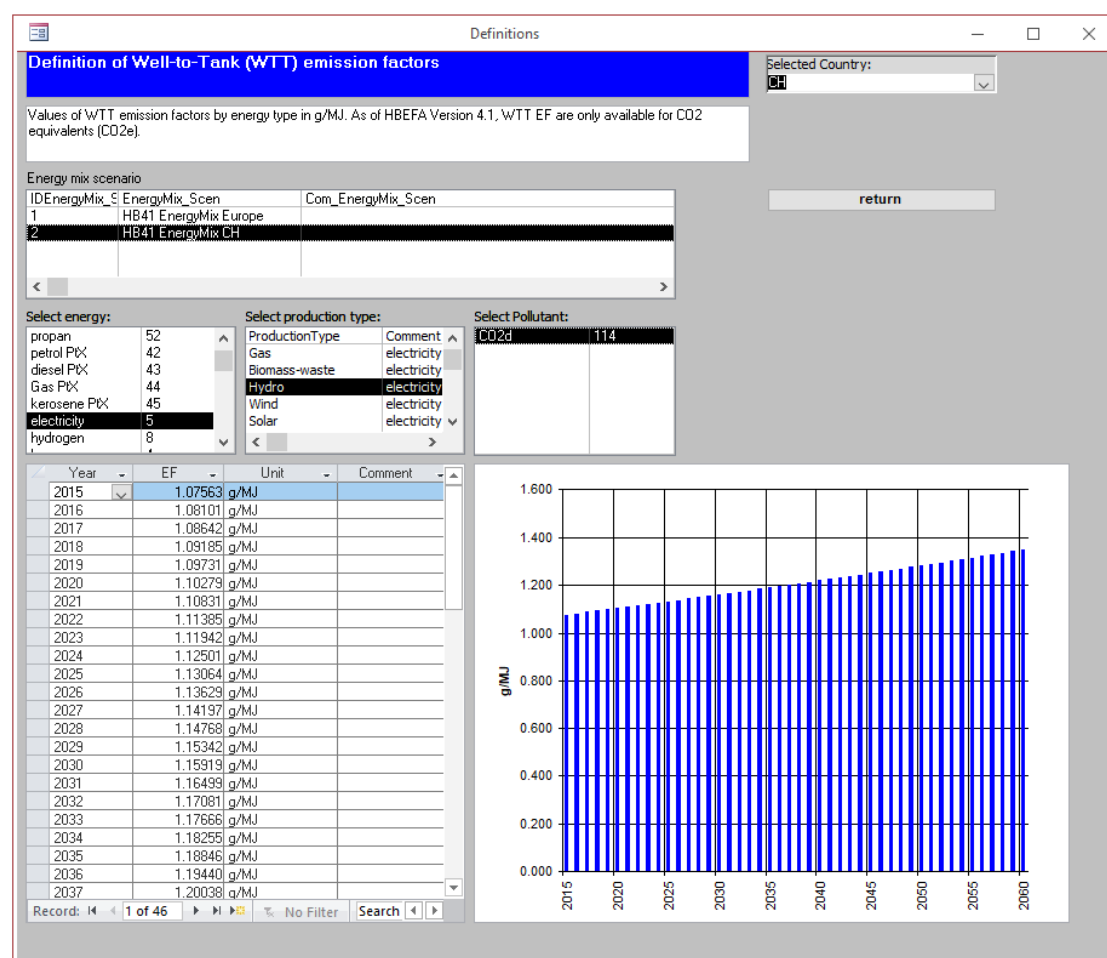 Definitions
Definition of Well-to-Tank (WTT) emission factors
Selected Country:
CH
Values of WTT emission factors by energy type in g/MJ. As of HBEFA Version 4.1, WTT EF are only available for CO2
equivalents (CO2e).
Energy mix scenario
IDEnergyMix_S EnergyMix_Scen Com_EnergyMix_Scen
1 HB41 EnergyMix Europe
2 HB41 EnergyMix CH
return
Select energy:
propan 52
petrol PtX 42
diesel PtX 43
Gas PtX 44
kerosene PtX 45
electricity 5
hydrogen 8
Select production type:
ProductionType Comment
Gas electricity
Biomass-waste electricity
Hydro electricity
Wind electricity
Solar electricity
Select Pollutant:
CO2d 114
Year EF Unit Comment
2015 1.07563 g/MJ
2016 1.08101 g/MJ
2017 1.08642 g/MJ
2018 1.09185 g/MJ
2019 1.09731 g/MJ
2020 1.10279 g/MJ
2021 1.10831 g/MJ
2022 1.11385 g/MJ
2023 1.11942 g/MJ
2024 1.12501 g/MJ
2025 1.13064 g/MJ
2026 1.13629 g/MJ
2027 1.14197 g/MJ
2028 1.14768 g/MJ
2029 1.15342 g/MJ
2030 1.15919 g/MJ
2031 1.16499 g/MJ
2032 1.17081 g/MJ
2033 1.17666 g/MJ
2034 1.18255 g/MJ
2035 1.18846 g/MJ
2036 1.19440 g/MJ
2037 1.20038 g/MJ
Record: 1 of 46 No Filter Search
1.600
1.400
1.200
1.000
0.800
0.600
0.400
0.200
0.000
g/MJ
2015 2020 2025 2030 2035 2040 2045 2050 2055 2060